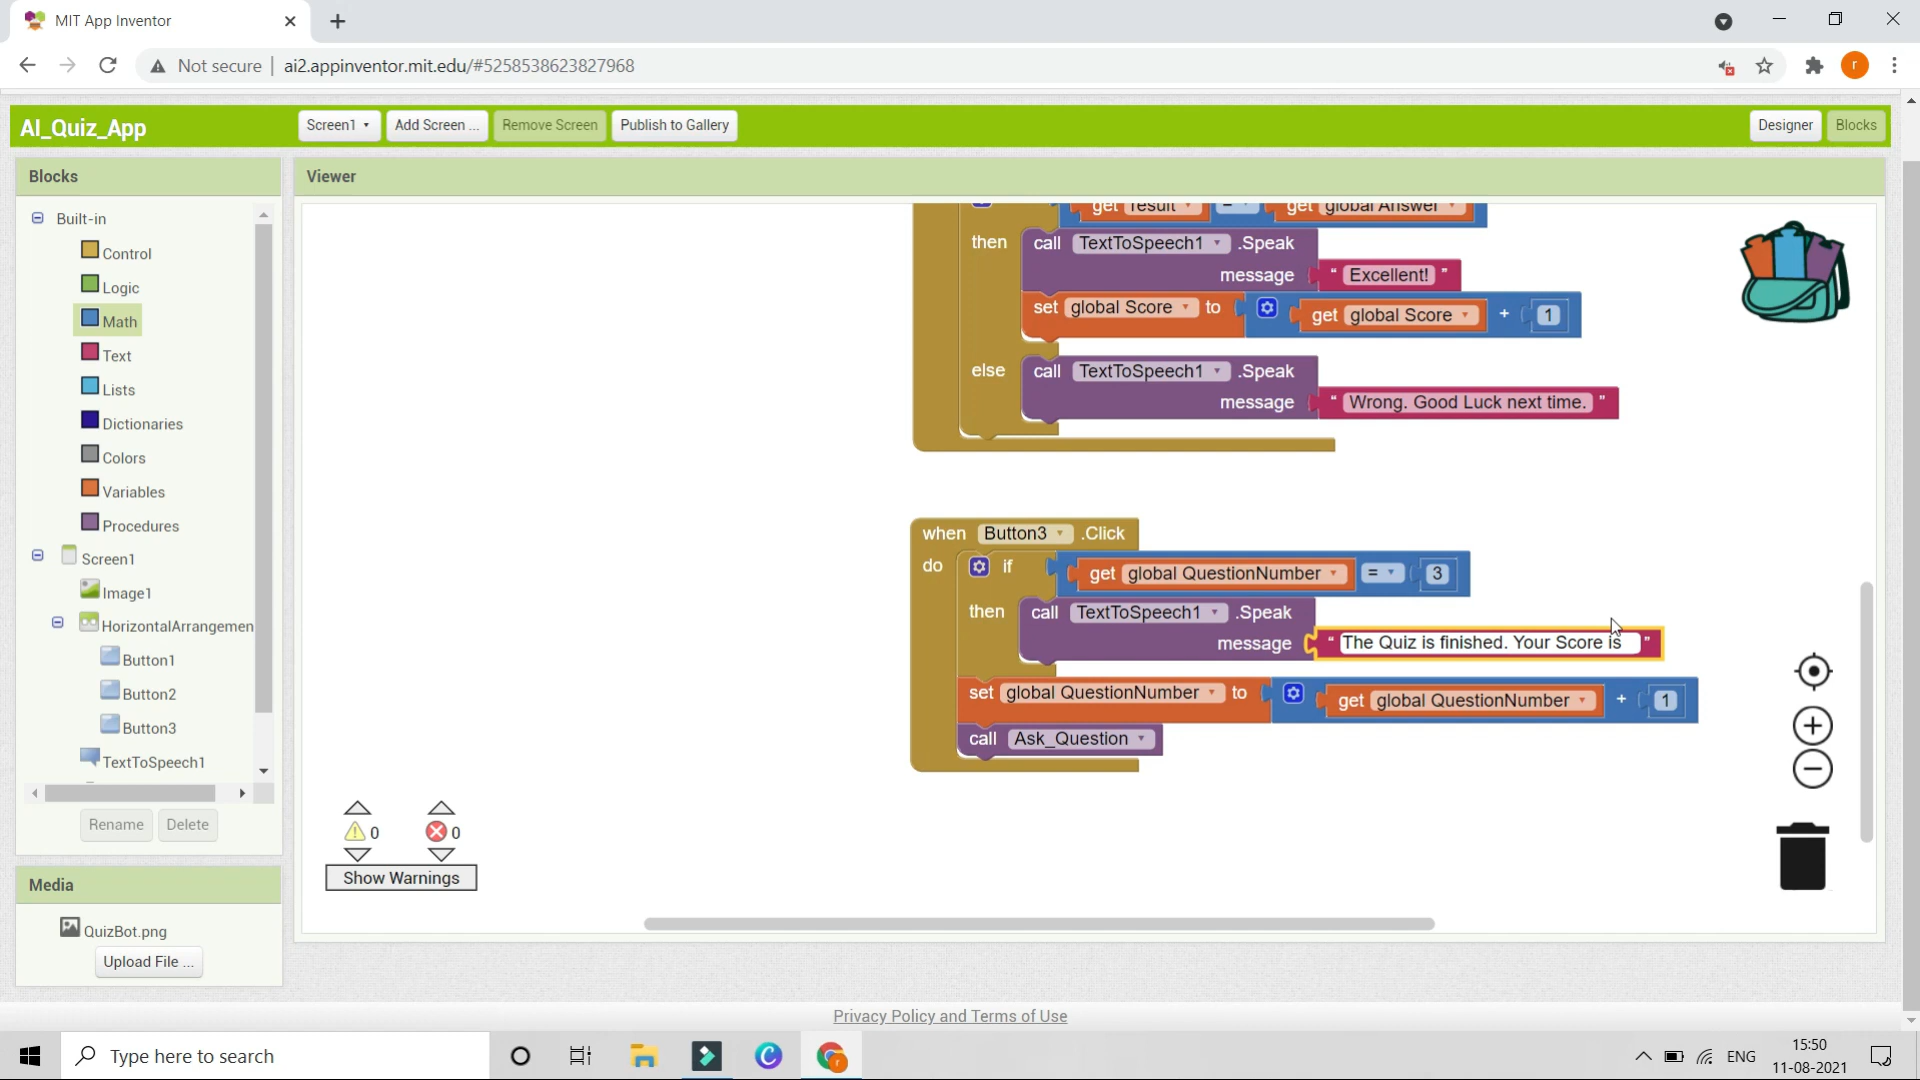 MIT App Inventor
Not secure
ai2.appinventor.mit.edu/#5258538623827968
r
AI_Quiz_App
Screen1
Add Screen ...
Remove Screen
Publish to Gallery
Designer
Blocks
Blocks
Viewer
Built-in
Control
Logic
Math
Text
Lists
Dictionaries
Colors
Variables
Procedures
Screen1
Image1
HorizontalArrangemen
Button1
Button2
Button3
TextToSpeech1
Rename
Delete
Media
QuizBot.png
Upload File ...
get result = get global Answer
then call TextToSpeech1 .Speak
message “ Excellent! ”
set global Score to get global Score + 1
else call TextToSpeech1 .Speak
message “ Wrong. Good Luck next time. ”
when Button3 .Click
do if get global QuestionNumber = 3
then call TextToSpeech1 .Speak
message “ The Quiz is finished. Your Score is ”
set global QuestionNumber to get global QuestionNumber + 1
call Ask_Question
0
0
Show Warnings
Privacy Policy and Terms of Use
Type here to search
ENG
15:50
11-08-2021